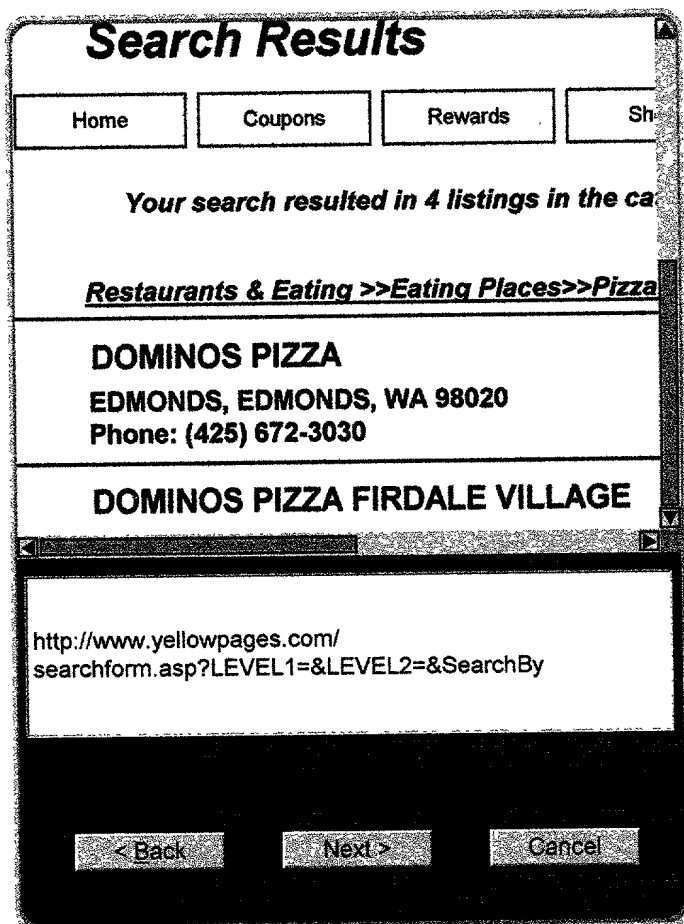 Search Results
Home Coupons Rewards Sh
Your search resulted in 4 listings in the ca
Restaurants & Eating >>Eating Places>>Pizza
DOMINOS PIZZA
EDMONDS, EDMONDS, WA 98020
Phone: (425) 672-3030
DOMINOS PIZZA FIRDALE VILLAGE
http://www.yellowpages.com/
searchform.asp?LEVEL1=&LEVEL2=&SearchBy
< Back Next > Cancel